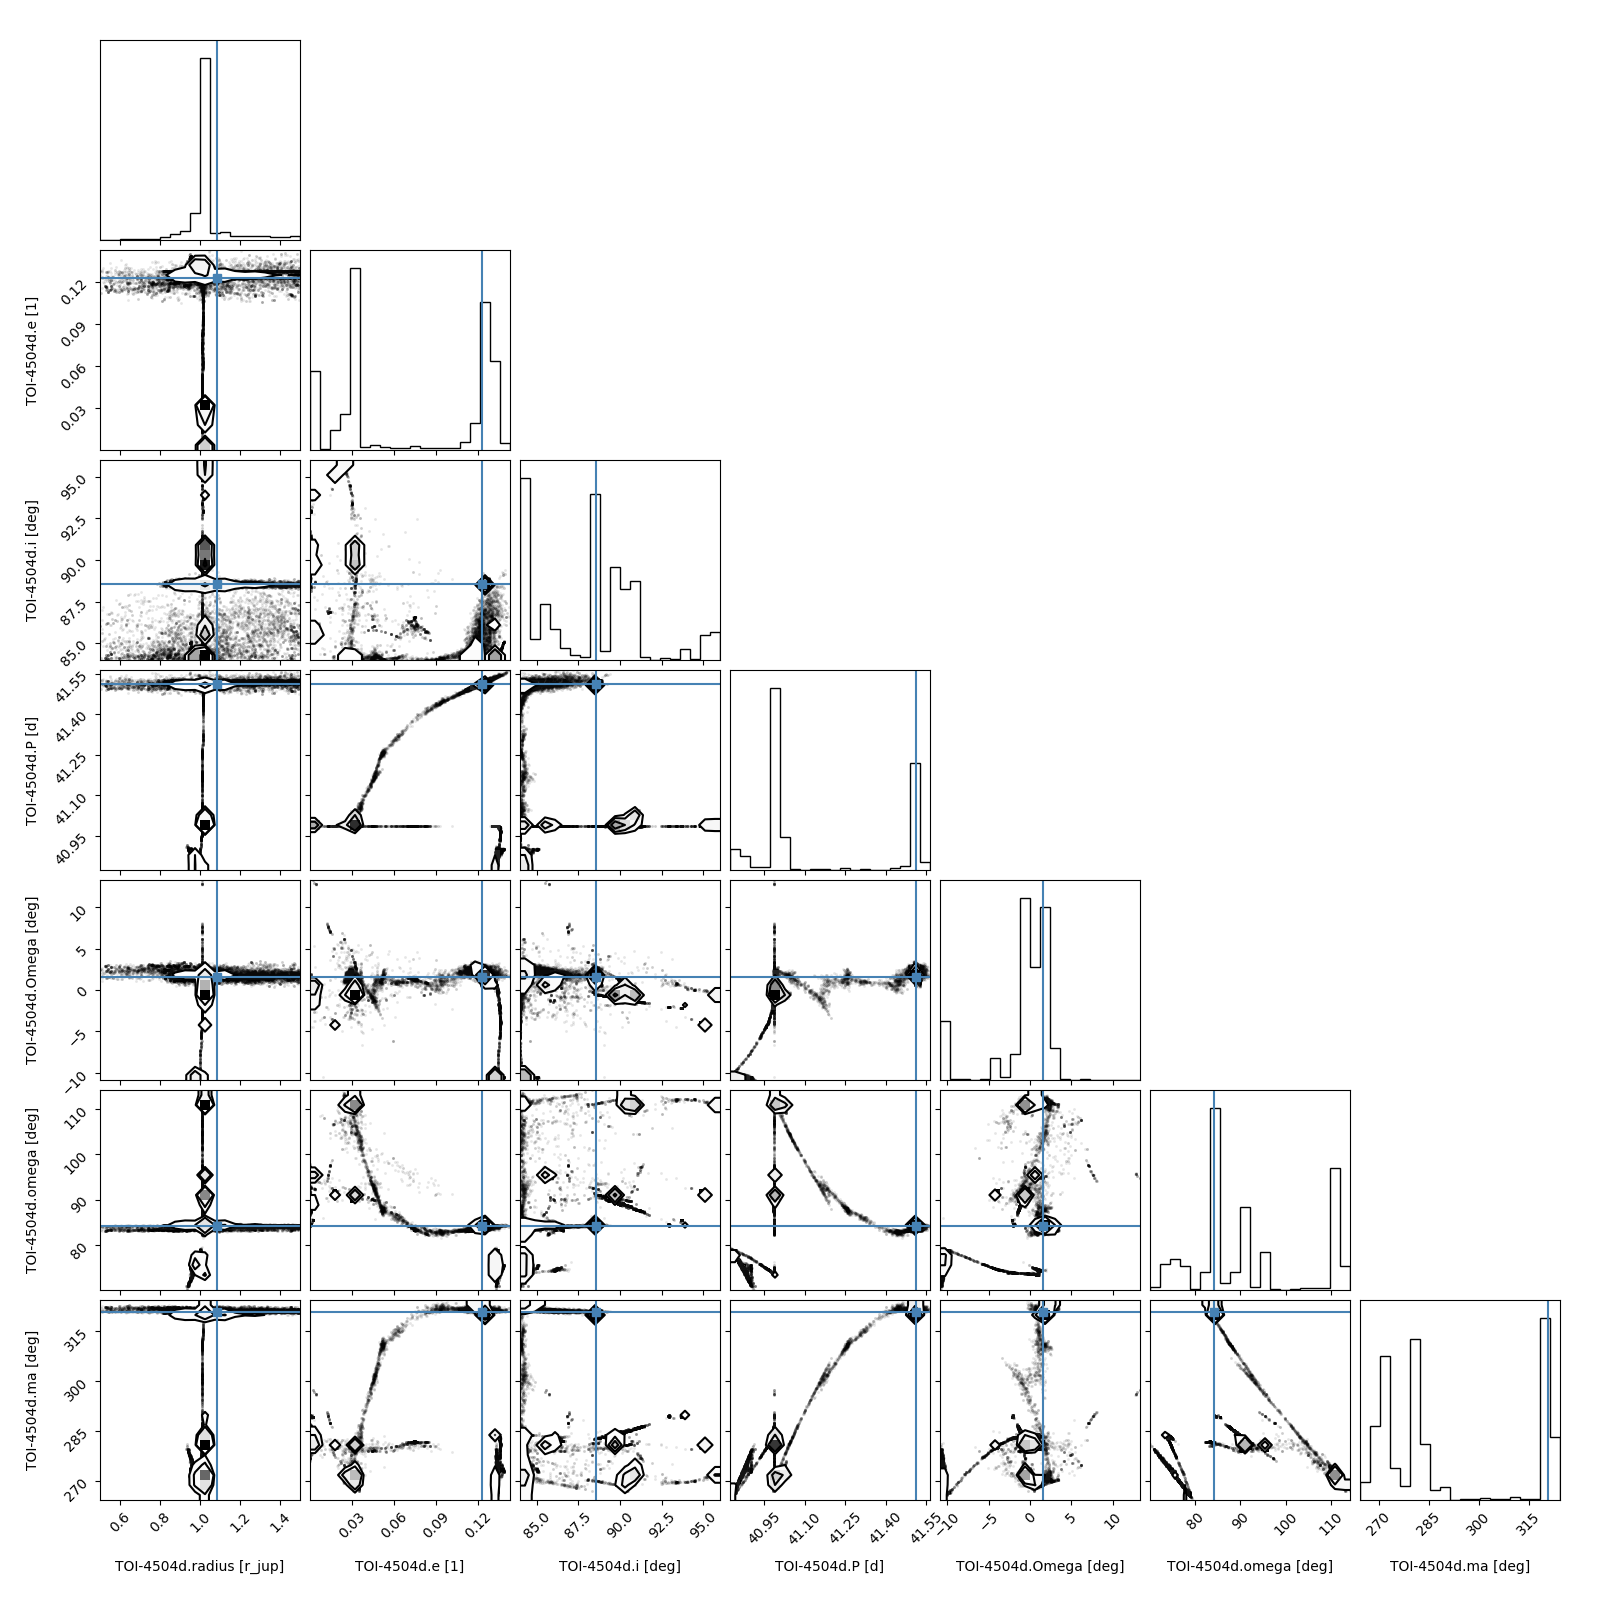 0.12
0.09
0.06
0.03
TOI-4504d.e [1]
95.0
92.5
90.0
87.5
85.0
TOI-4504d.i [deg]
41.55
41.40
41.25
41.10
40.95
TOI-4504d.P [d]
10
5
0
−5
−10
TOI-4504d.Omega [deg]
110
100
90
80
TOI-4504d.omega [deg]
315
300
285
270
TOI-4504d.ma [deg]
0.6 0.8 1.0 1.2 1.4
0.03 0.06 0.09 0.12
85.0 87.5 90.0 92.5 95.0
40.95 41.10 41.25 41.40 41.55
−10 −5 0 5 10
80 90 100 110
270 285 300 315
TOI-4504d.radius [r_jup]
TOI-4504d.e [1]
TOI-4504d.i [deg]
TOI-4504d.P [d]
TOI-4504d.Omega [deg]
TOI-4504d.omega [deg]
TOI-4504d.ma [deg]